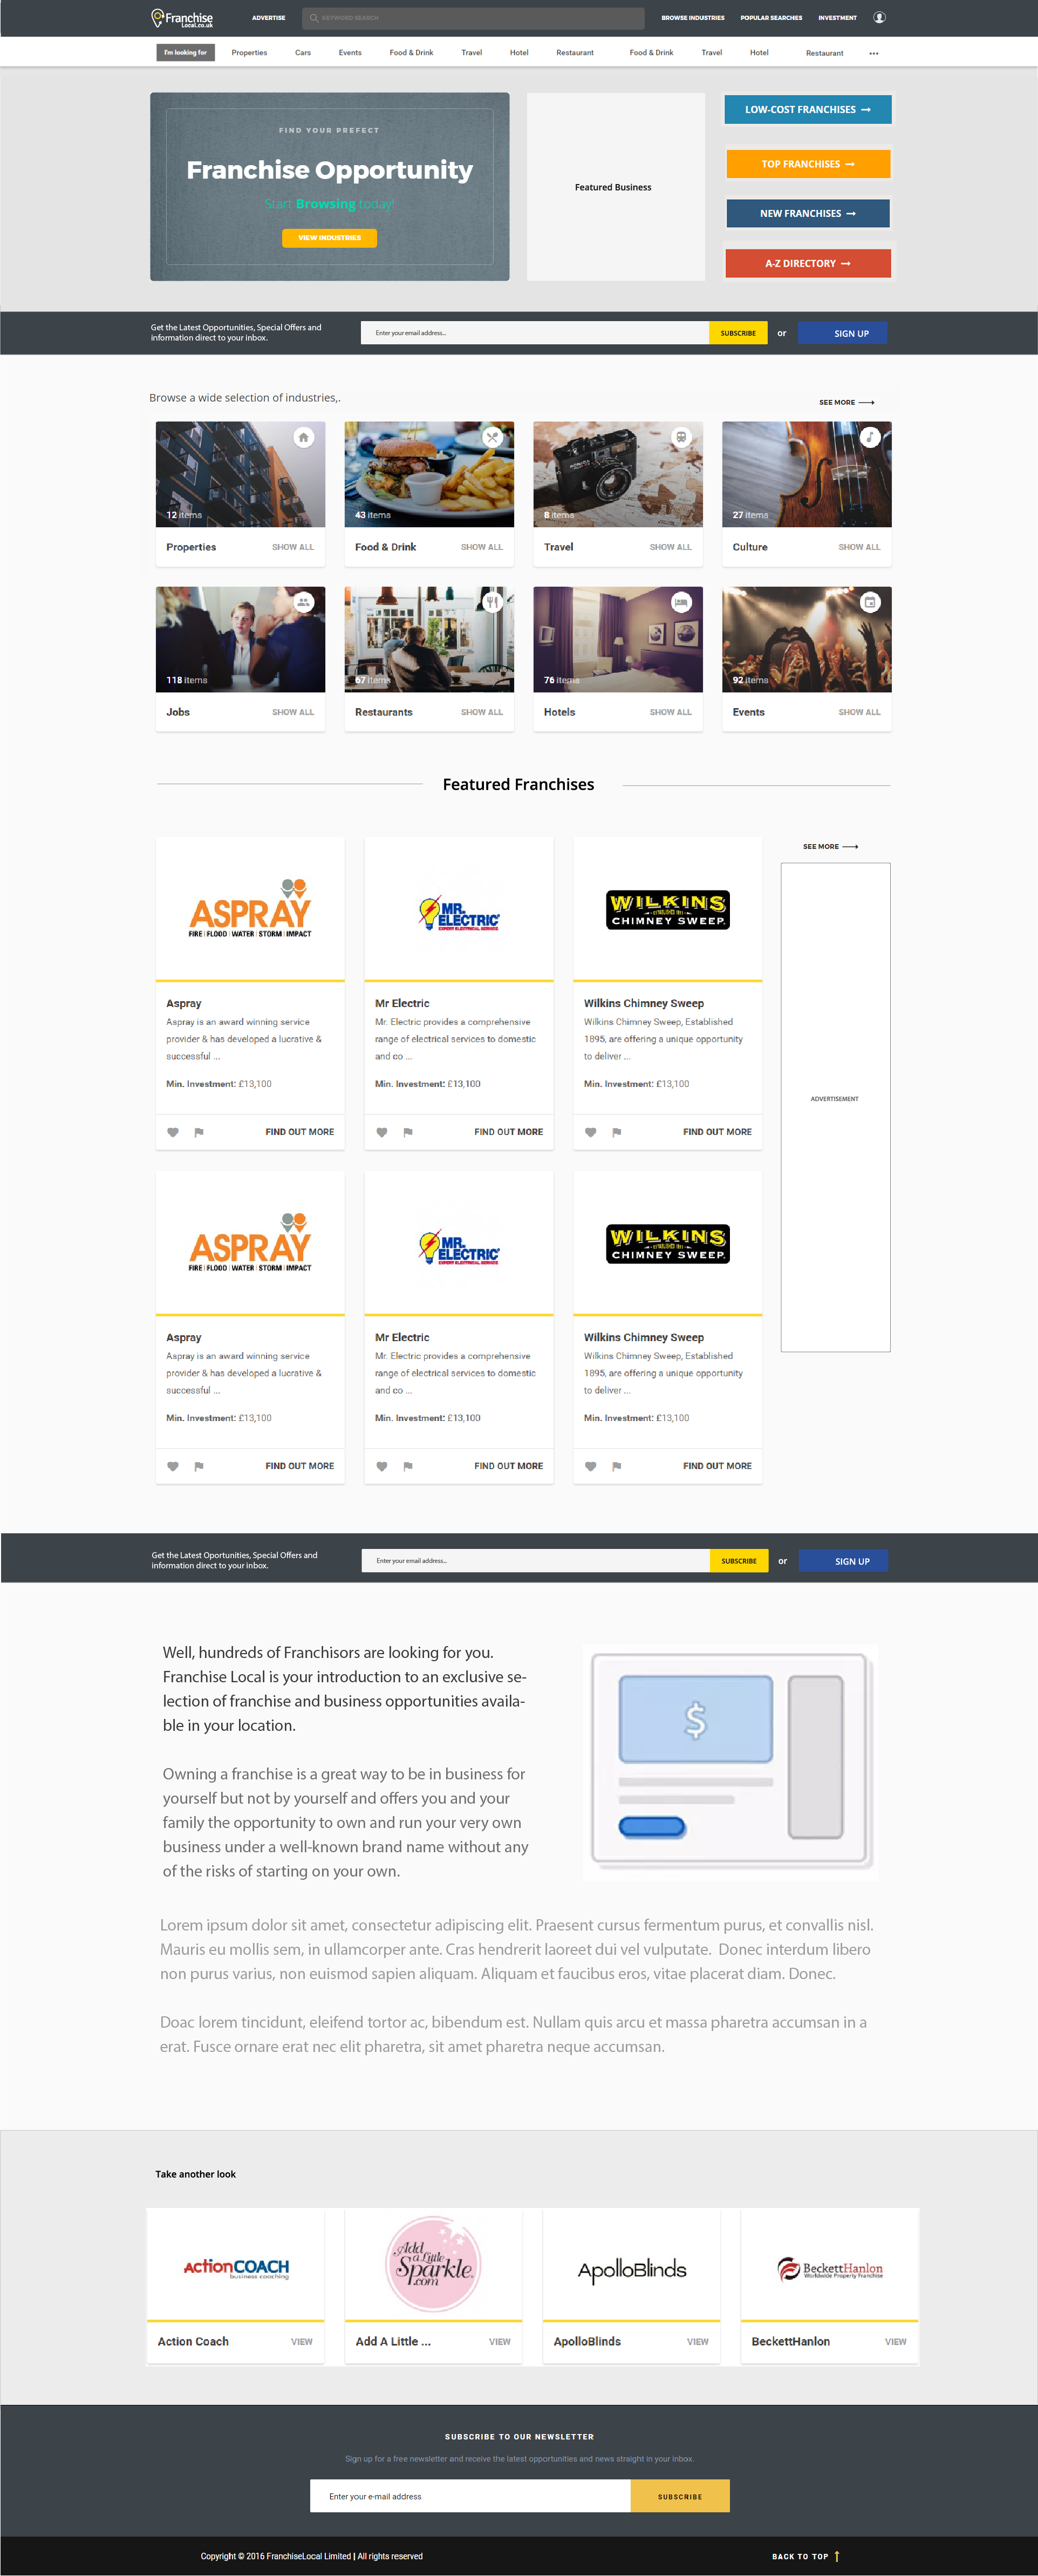 Franchise
Local.co.uk
ADVERTISE
KEYWORD SEARCH
BROWSE INDUSTRIES
POPULAR SEARCHES
INVESTMENT
I'm looking for
Properties
Cars
Events
Food & Drink
Travel
Hotel
Restaurant
Food & Drink
Travel
Hotel
Restaurant
FIND YOUR PREFECT
Franchise Opportunity
Start Browsing today!
VIEW INDUSTRIES
Featured Business
LOW-COST FRANCHISES →
TOP FRANCHISES →
NEW FRANCHISES →
A-Z DIRECTORY →
Get the Latest Opportunities, Special Offers and
information direct to your inbox.
Enter your email address...
SUBSCRIBE
or
SIGN UP
Browse a wide selection of industries,.
SEE MORE
12 items
43 items
8 items
27 items
Properties
SHOW ALL
Food & Drink
SHOW ALL
Travel
SHOW ALL
Culture
SHOW ALL
118 items
67 items
76 items
92 items
Jobs
SHOW ALL
Restaurants
SHOW ALL
Hotels
SHOW ALL
Events
SHOW ALL
Featured Franchises
SEE MORE
ASPRAY
FIRE | FLOOD | WATER | STORM | IMPACT
MR.
ELECTRIC
EXPERT ELECTRICAL SERVICE
WILKINS
CHIMNEY SWEEP.
Aspray
Aspray is an award winning service
provider & has developed a lucrative &
successful ...
Min. Investment: £13,100
FIND OUT MORE
Mr Electric
Mr. Electric provides a comprehensive
range of electrical services to domestic
and co ...
Min. Investment: £13,100
FIND OUT MORE
Wilkins Chimney Sweep
Wilkins Chimney Sweep, Established
1895, are offering a unique opportunity
to deliver ...
Min. Investment: £13,100
FIND OUT MORE
ADVERTISEMENT
ASPRAY
FIRE | FLOOD | WATER | STORM | IMPACT
MR.
ELECTRIC
EXPERT ELECTRICAL SERVICE
WILKINS
CHIMNEY SWEEP.
Aspray
Aspray is an award winning service
provider & has developed a lucrative &
successful ...
Min. Investment: £13,100
FIND OUT MORE
Mr Electric
Mr. Electric provides a comprehensive
range of electrical services to domestic
and co ...
Min. Investment: £13,100
FIND OUT MORE
Wilkins Chimney Sweep
Wilkins Chimney Sweep, Established
1895, are offering a unique opportunity
to deliver ...
Min. Investment: £13,100
FIND OUT MORE
Get the Latest Oportunities, Special Offers and
information direct to your inbox.
Enter your email address...
SUBSCRIBE
or
SIGN UP
Well, hundreds of Franchisors are looking for you.
Franchise Local is your introduction to an exclusive se-
lection of franchise and business opportunities availa-
ble in your location.
Owning a franchise is a great way to be in business for
yourself but not by yourself and offers you and your
family the opportunity to own and run your very own
business under a well-known brand name without any
of the risks of starting on your own.
$
Lorem ipsum dolor sit amet, consectetur adipiscing elit. Praesent cursus fermentum purus, et convallis nisl.
Mauris eu mollis sem, in ullamcorper ante. Cras hendrerit laoreet dui vel vulputate.  Donec interdum libero
non purus varius, non euismod sapien aliquam. Aliquam et faucibus eros, vitae placerat diam. Donec.
Doac lorem tincidunt, eleifend tortor ac, bibendum est. Nullam quis arcu et massa pharetra accumsan in a
erat. Fusce ornare erat nec elit pharetra, sit amet pharetra neque accumsan.
Take another look
ActionCOACH
business coaching
Add
a Little
Sparkle
.com
ApolloBlinds
BeckettHanlon
Worldwide Property Franchise
Action Coach
VIEW
Add A Little ...
VIEW
ApolloBlinds
VIEW
BeckettHanlon
VIEW
SUBSCRIBE TO OUR NEWSLETTER
Sign up for a free newsletter and receive the latest opportunities and news straight in your inbox.
Enter your e-mail address
SUBSCRIBE
Copyright © 2016 FranchiseLocal Limited | All rights reserved
BACK TO TOP ↑